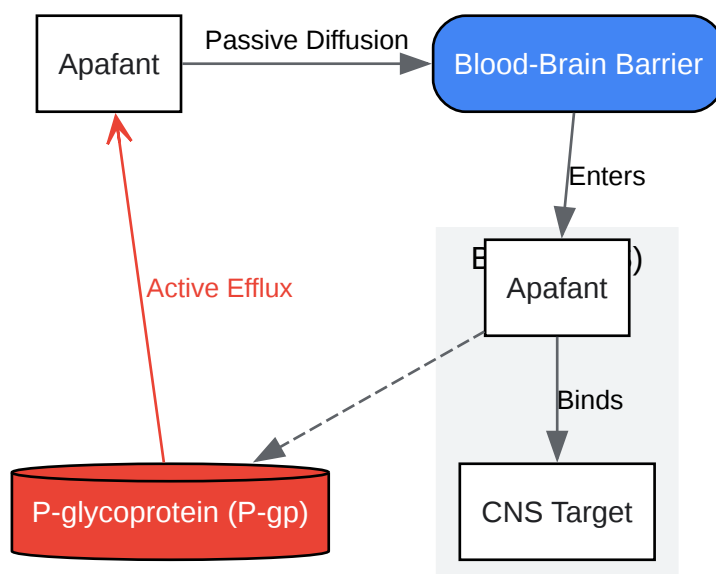 Passive Diffusion
Apafant
Blood-Brain Barrier
Enters
Apafant
Active Efflux
Binds
P-glycoprotein (P-gp)
CNS Target